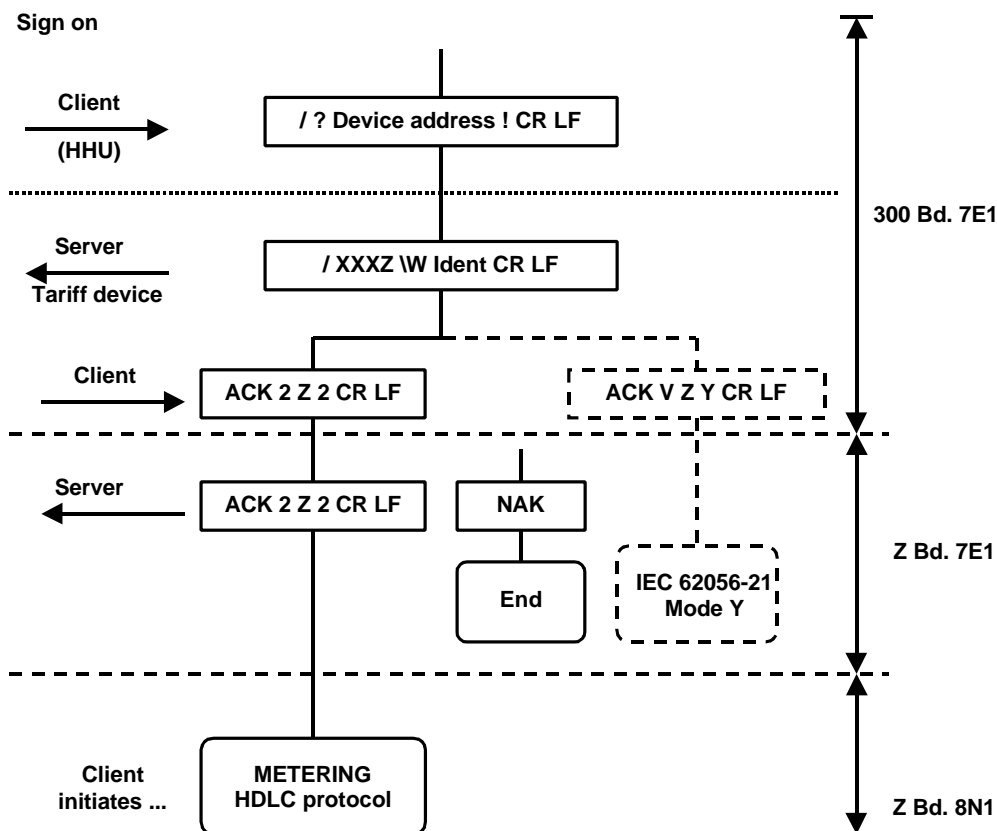 Sign on
Client
(HHU)
/ ? Device address ! CR LF
300 Bd. 7E1
Server
Tariff device
/ XXXZ \W Ident CR LF
Client
ACK 2 Z 2 CR LF
ACK V Z Y CR LF
Server
ACK 2 Z 2 CR LF
NAK
End
IEC 62056-21
Mode Y
Z Bd. 7E1
Client
initiates ...
METERING
HDLC protocol
Z Bd. 8N1